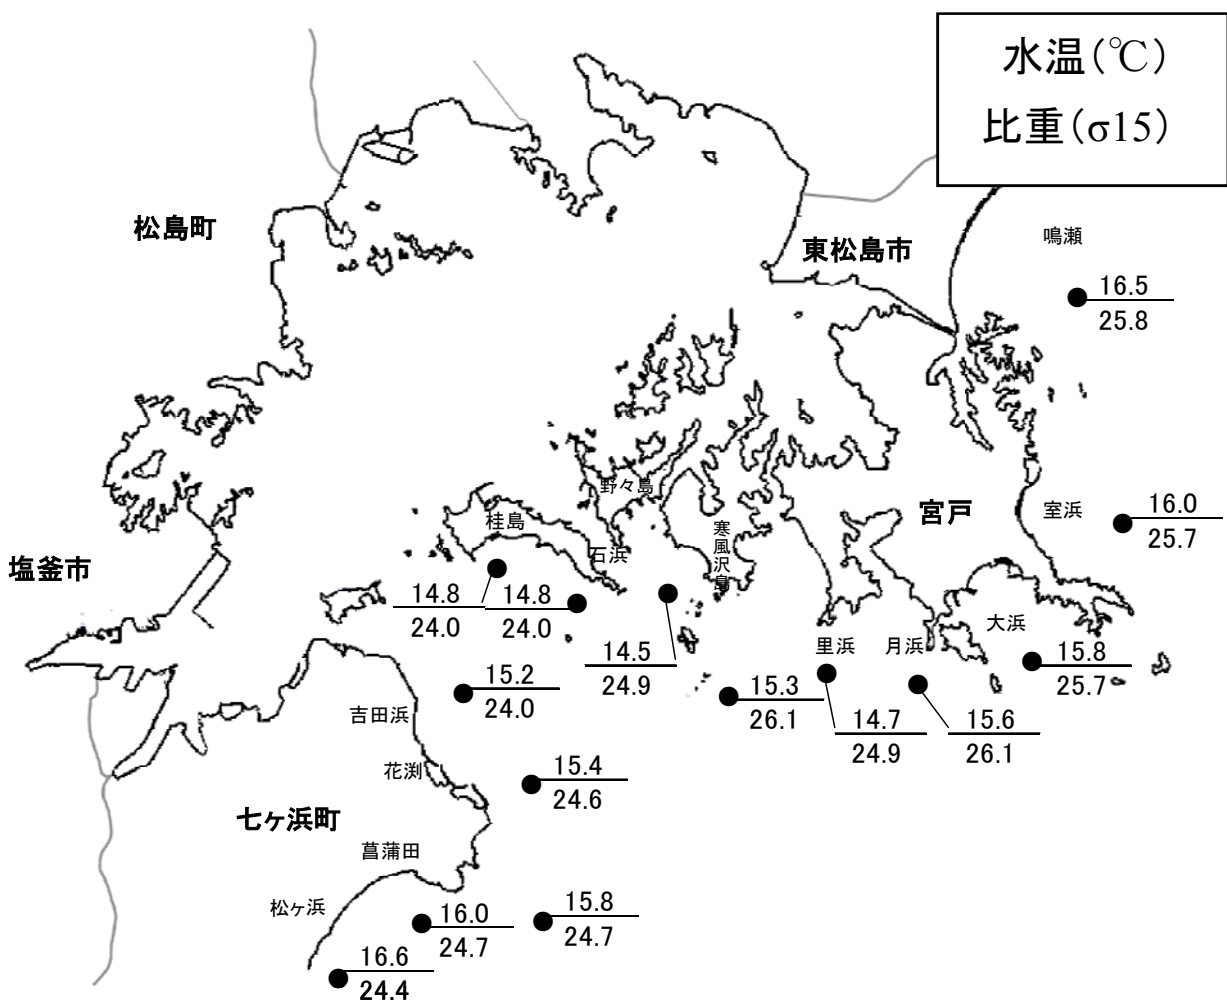 水温(℃)
比重(σ15)
松島町
東松島市
鳴瀬
16.5
25.8
野々島
桂島
石浜
寒風沢島
宮戸
室浜
16.0
25.7
塩釜市
14.8
24.0
14.8
24.0
14.5
24.9
里浜
月浜
大浜
15.8
25.7
15.2
24.0
15.3
26.1
14.7
24.9
15.6
26.1
吉田浜
花渕
15.4
24.6
七ヶ浜町
菖蒲田
松ヶ浜
16.0
24.7
15.8
24.7
16.6
24.4